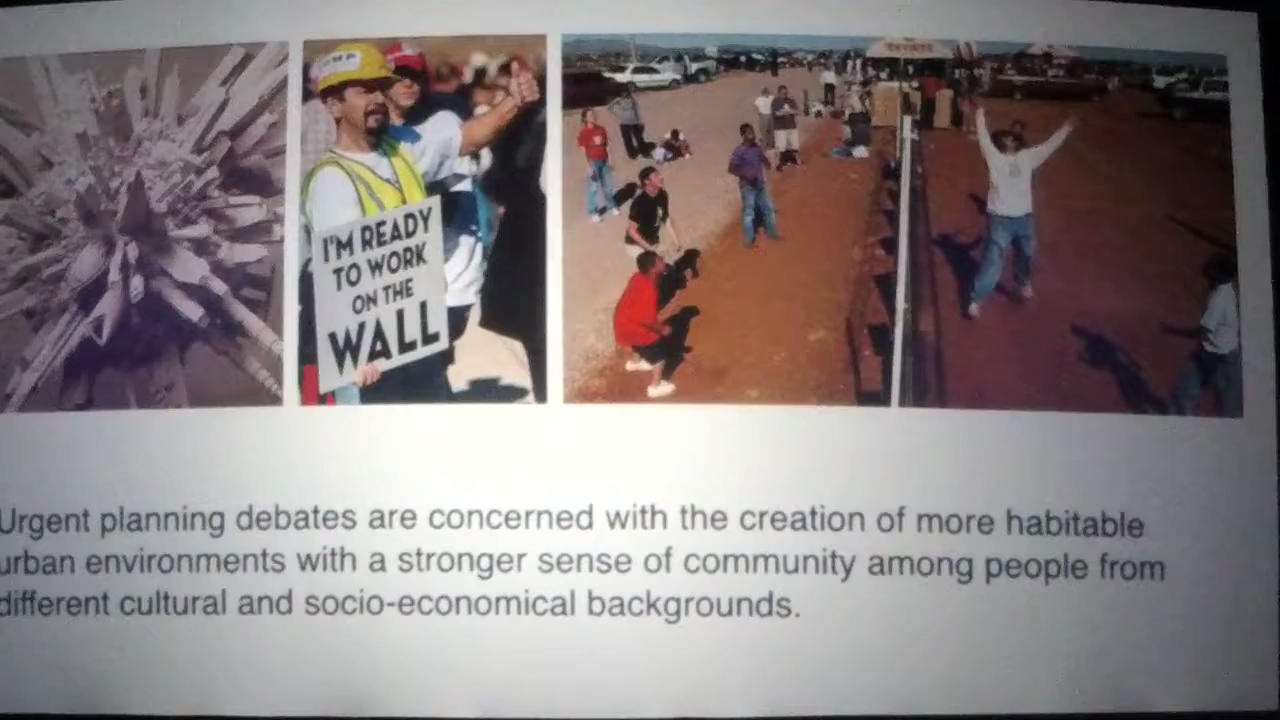 I'M READY
TO WORK
ON THE
WALL
Urgent planning debates are concerned with the creation of more habitable
urban environments with a stronger sense of community among people from
different cultural and socio-economical backgrounds.